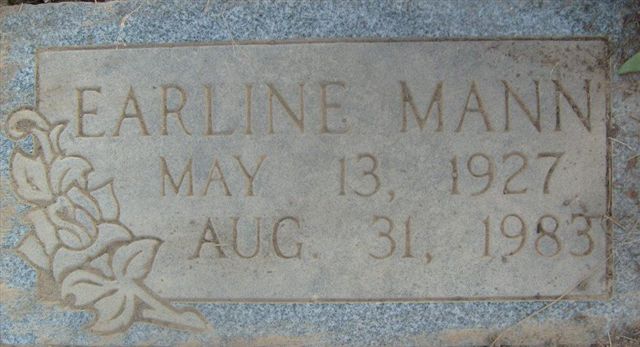 EARLINE MANN
MAY 13, 1927
AUG. 31, 1983